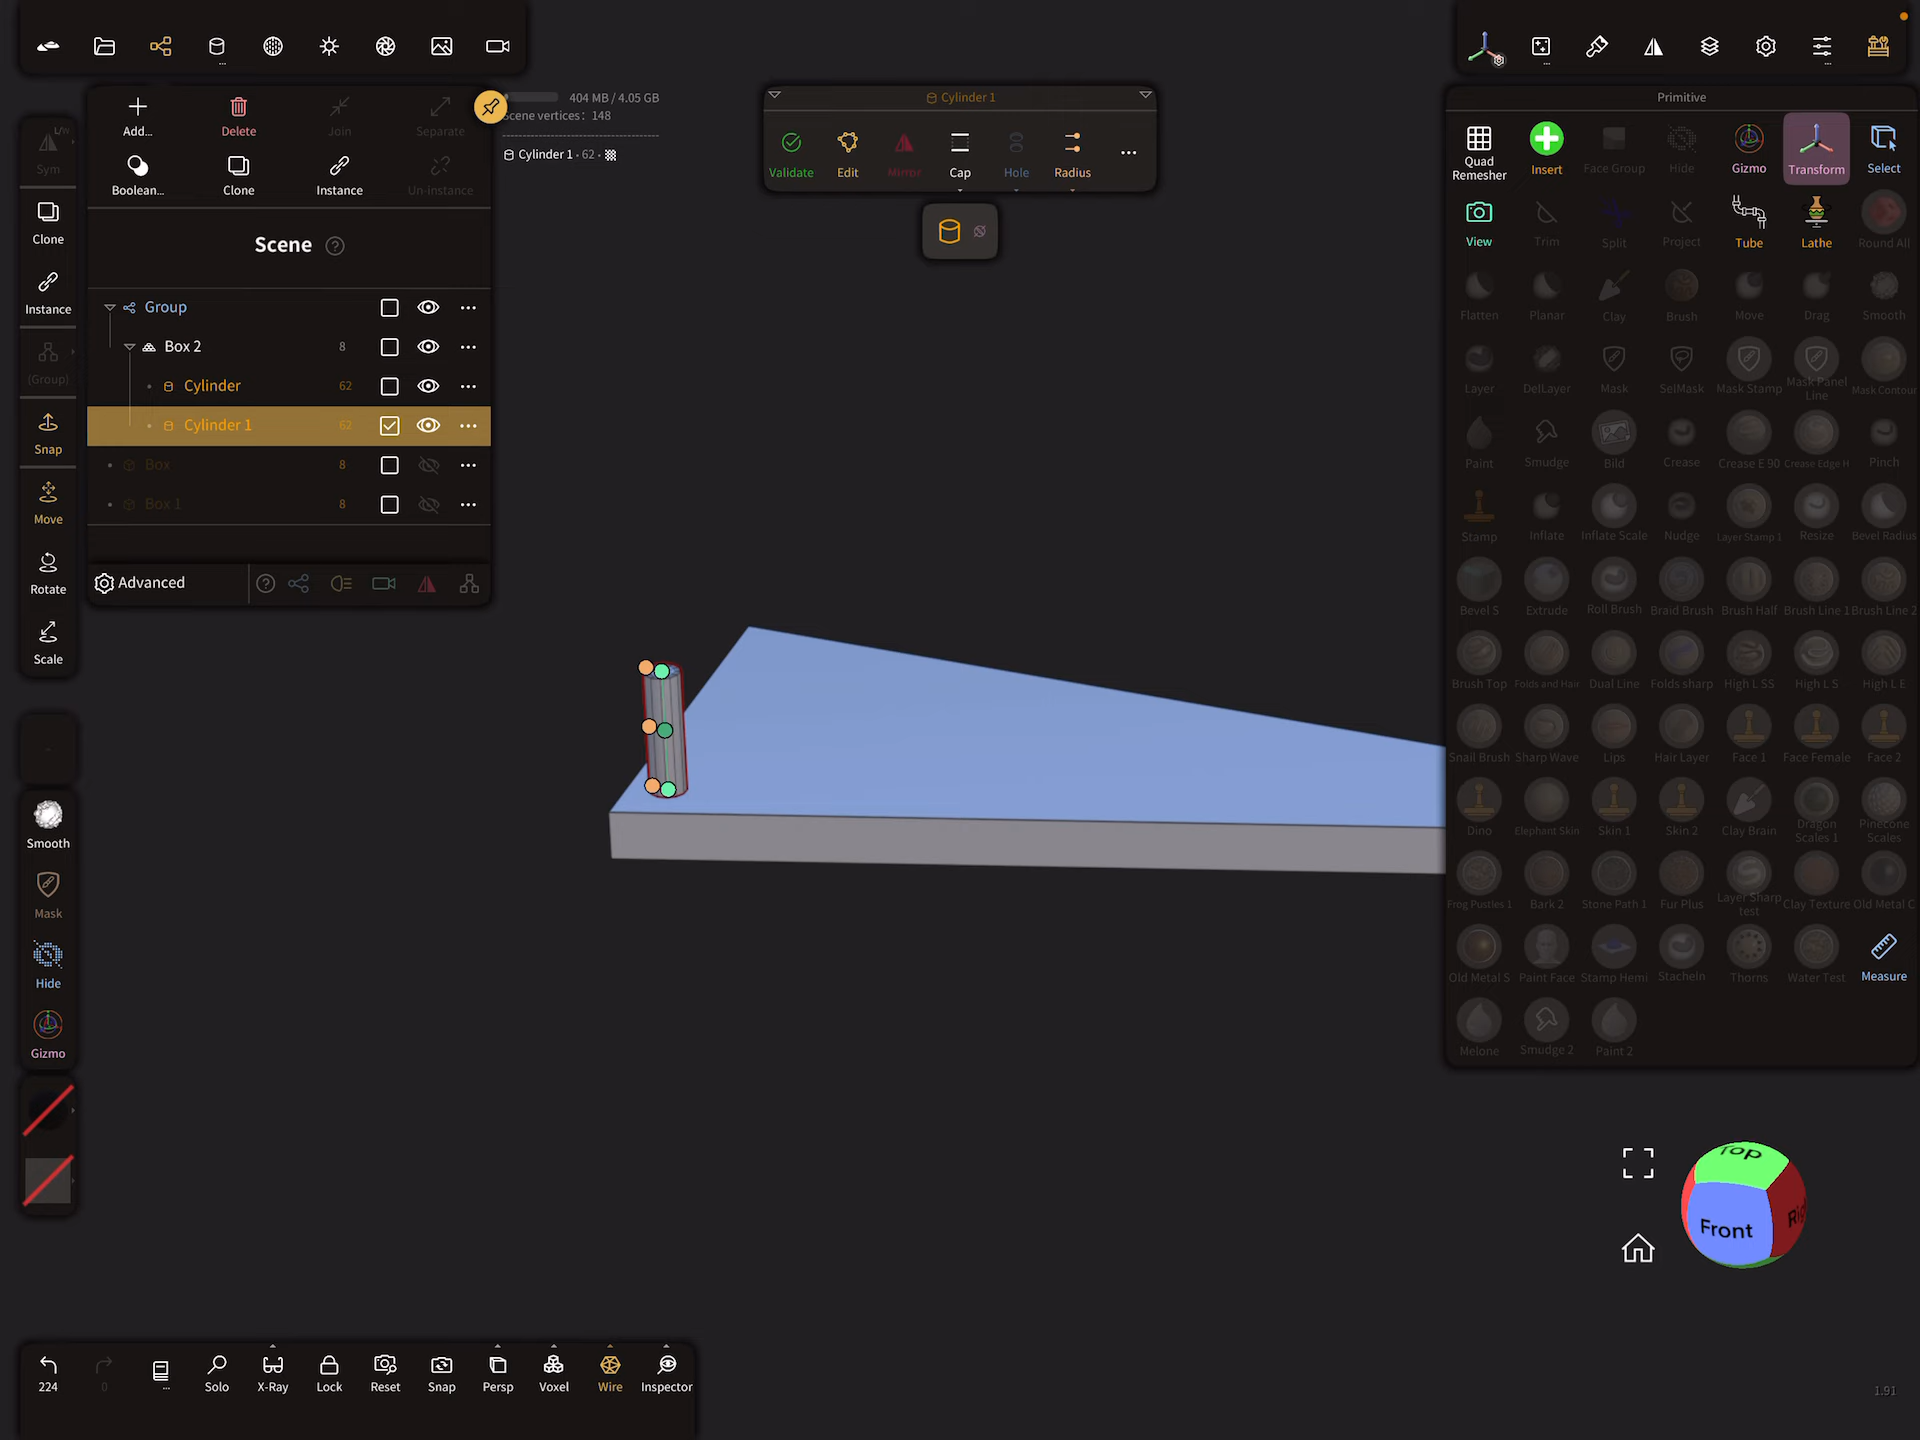 404 MB / 4.05 GB
Scene vertices: 148
Cylinder 1 · 62 ·
Add...
Delete
Join
Separate
Boolean...
Clone
Instance
Un-instance
Scene
Group
Box 2 8
Cylinder 62
Cylinder 1 62
Box 8
Box 1 8
Advanced
L/W
Sym
Clone
Instance
(Group)
Snap
Move
Rotate
Scale
Smooth
Mask
Hide
Gizmo
Cylinder 1
Validate
Edit
Mirror
Cap
Hole
Radius
Primitive
Quad Remesher
Insert
Face Group
Hide
Gizmo
Transform
Select
View
Trim
Split
Project
Tube
Lathe
Round All
Flatten
Planar
Clay
Brush
Move
Drag
Smooth
Layer
DelLayer
Mask
SelMask
Mask Stamp
Mask Panel Line
Mask Contour
Paint
Smudge
Bild
Crease
Crease E 90
Crease Edge H
Pinch
Stamp
Inflate
Inflate Scale
Nudge
Layer Stamp 1
Resize
Bevel Radius
Bevel S
Extrude
Roll Brush
Braid Brush
Brush Half
Brush Line 1
Brush Line 2
Brush Top
Folds and Hair
Dual Line
Folds sharp
High L SS
High L S
High L E
Snail Brush
Sharp Wave
Lips
Hair Layer
Face 1
Face Female
Face 2
Dino
Elephant Skin
Skin 1
Skin 2
Clay Brain
Dragon Scales 1
Pinecone Scales
Frog Pustles 1
Bark 2
Stone Path 1
Fur Plus
Layer Sharp test
Clay Texture
Old Metal C
Old Metal S
Paint Face
Stamp Hemi
Stacheln
Thorns
Water Test
Measure
Melone
Smudge 2
Paint 2
Top
Front
224
0
Solo
X-Ray
Lock
Reset
Snap
Persp
Voxel
Wire
Inspector
1.91